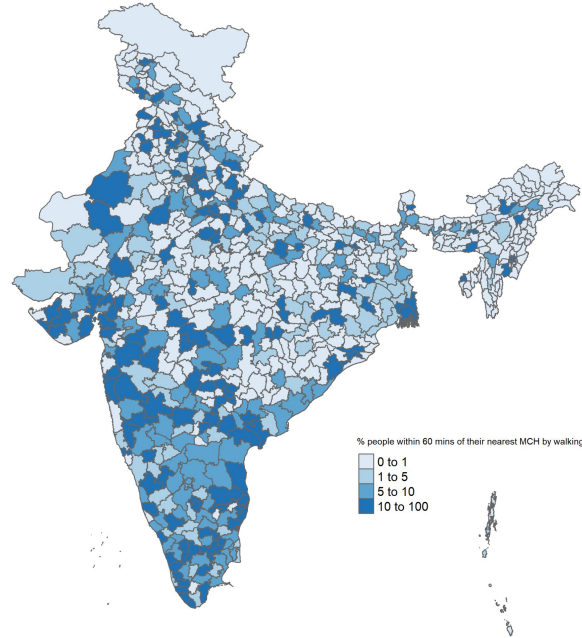 % people within 60 mins of their nearest MCH by walking
0 to 1
1 to 5
5 to 10
10 to 100